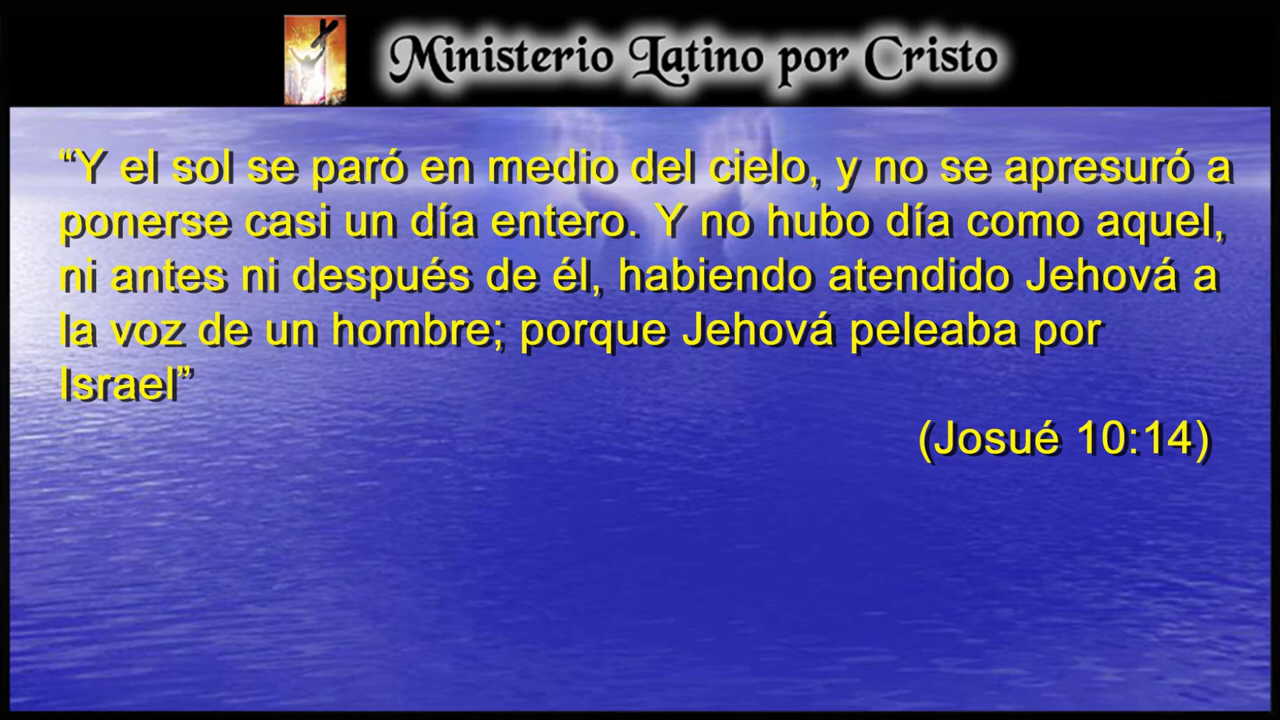 Ministerio Latino por Cristo
“Y el sol se paró en medio del cielo, y no se apresuró a
ponerse casi un día entero. Y no hubo día como aquel,
ni antes ni después de él, habiendo atendido Jehová a
la voz de un hombre; porque Jehová peleaba por
Israel”
(Josué 10:14)